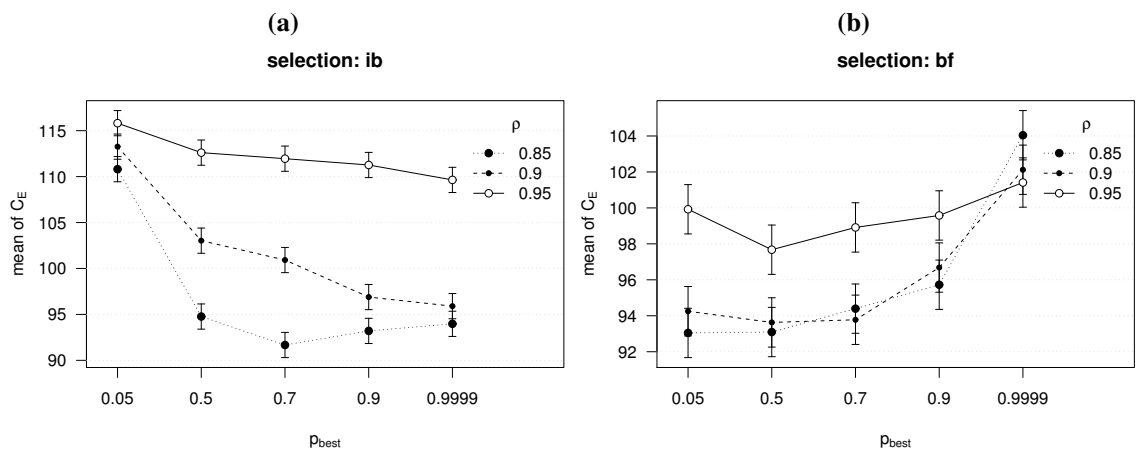 (a)
selection: ib
mean of C_E
115
110
105
100
95
90
ρ
0.85
0.9
0.95
0.05 0.5 0.7 0.9 0.9999
p_best
(b)
selection: bf
mean of C_E
104
102
100
98
96
94
92
ρ
0.85
0.9
0.95
0.05 0.5 0.7 0.9 0.9999
p_best